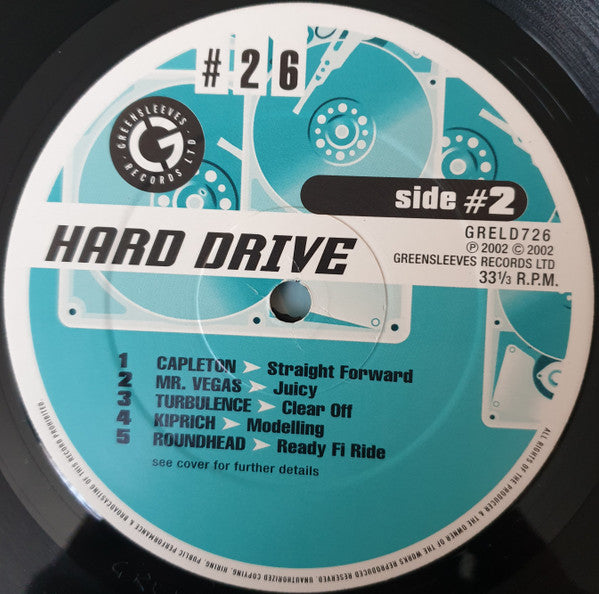 #26
GREENSLEEVES
RECORDS LTD
G
side #2
GRELD726
℗ 2002 © 2002
GREENSLEEVES RECORDS LTD
33⅓ R.P.M.
HARD DRIVE
1 CAPLETON > Straight Forward
2 MR. VEGAS > Juicy
3 TURBULENCE > Clear Off
4 KIPRICH > Modelling
5 ROUNDHEAD > Ready Fi Ride
see cover for further details
ALL RIGHTS OF THE PRODUCER & THE OWNER OF THE WORKS REPRODUCED RESERVED. UNAUTHORIZED COPYING, HIRING, PUBLIC PERFORMANCE & BROADCASTING OF THIS RECORD PROHIBITED.